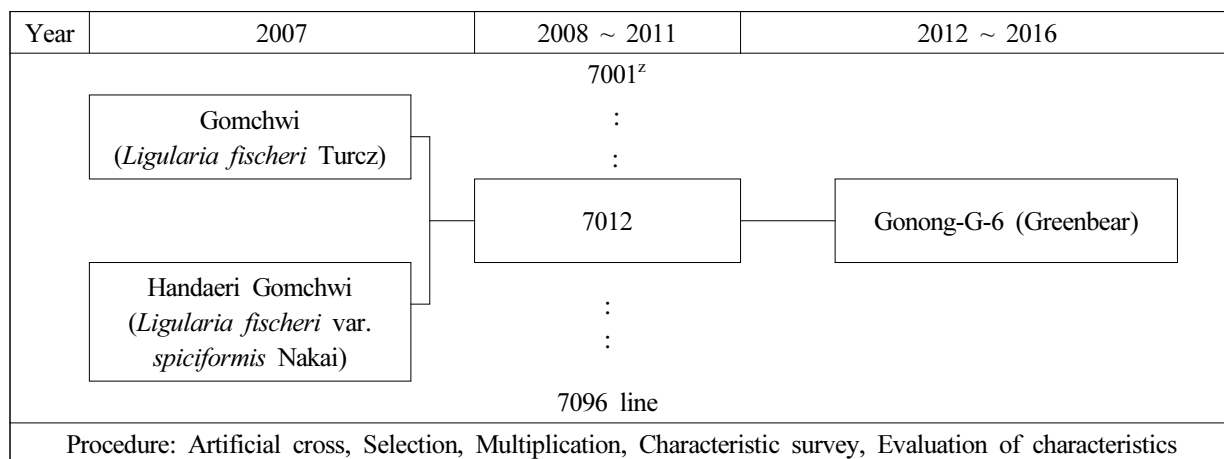 Year 2007 2008 ~ 2011 2012 ~ 2016
7001ᶻ
:
:
Gomchwi
(Ligularia fischeri Turcz)
7012
Gonong-G-6 (Greenbear)
Handaeri Gomchwi
(Ligularia fischeri var.
spiciformis Nakai)
:
:
7096 line
Procedure: Artificial cross, Selection, Multiplication, Characteristic survey, Evaluation of characteristics